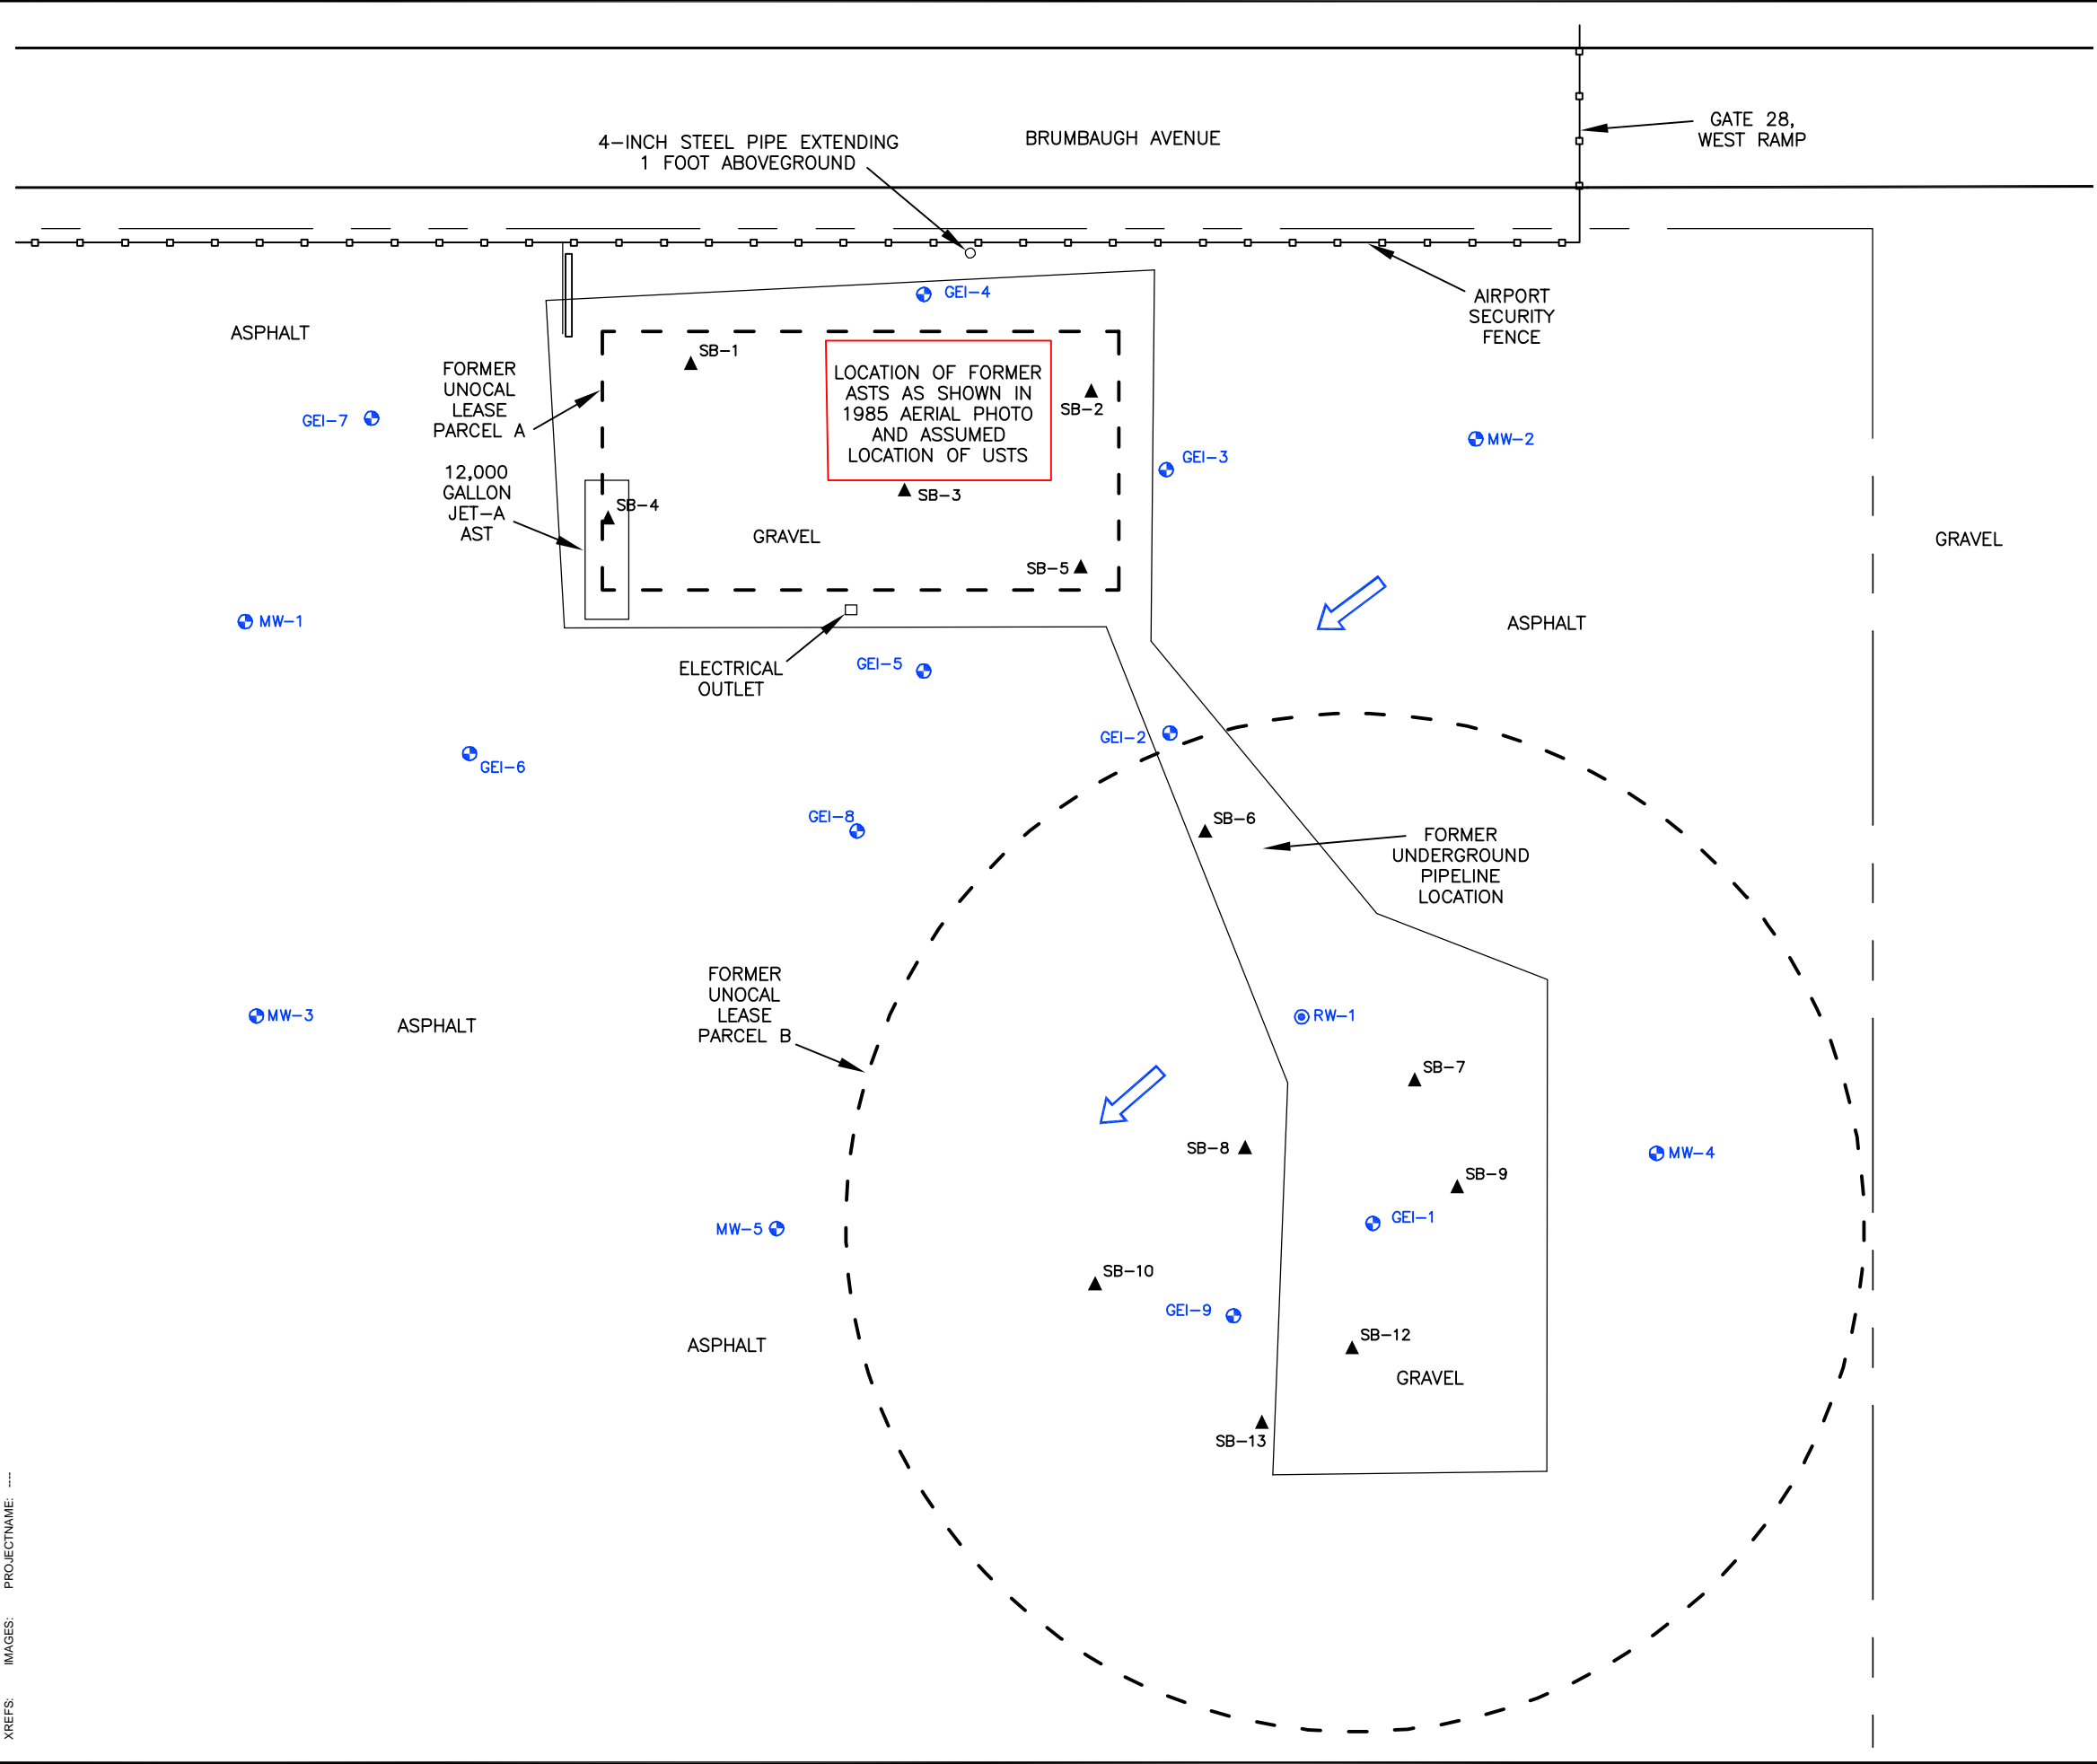 4-INCH STEEL PIPE EXTENDING
1 FOOT ABOVEGROUND
BRUMBAUGH AVENUE
GATE 28,
WEST RAMP
AIRPORT
SECURITY
FENCE
GEI-4
ASPHALT
FORMER
UNOCAL
LEASE
PARCEL A
SB-1
LOCATION OF FORMER
ASTS AS SHOWN IN
1985 AERIAL PHOTO
AND ASSUMED
LOCATION OF USTS
SB-2
GEI-7
GEI-3
MW-2
12,000
GALLON
JET-A
AST
SB-4
SB-3
GRAVEL
SB-5
GRAVEL
MW-1
ASPHALT
ELECTRICAL
OUTLET
GEI-5
GEI-2
GEI-6
GEI-8
SB-6
FORMER
UNDERGROUND
PIPELINE
LOCATION
FORMER
UNOCAL
LEASE
PARCEL B
MW-3
ASPHALT
RW-1
SB-7
SB-8
MW-4
SB-9
GEI-1
MW-5
SB-10
GEI-9
SB-12
ASPHALT
GRAVEL
SB-13
XREFS: IMAGES: PROJECTNAME: ----